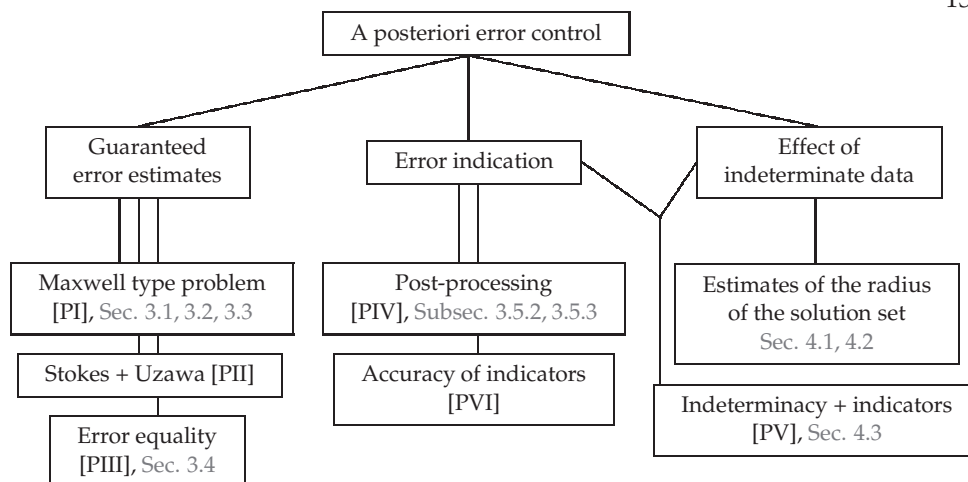 A posteriori error control
Guaranteed
error estimates
Error indication
Effect of
indeterminate data
Maxwell type problem
[PI], Sec. 3.1, 3.2, 3.3
Post-processing
[PIV], Subsec. 3.5.2, 3.5.3
Estimates of the radius
of the solution set
Sec. 4.1, 4.2
Stokes + Uzawa [PII]
Accuracy of indicators
[PVI]
Indeterminacy + indicators
[PV], Sec. 4.3
Error equality
[PIII], Sec. 3.4